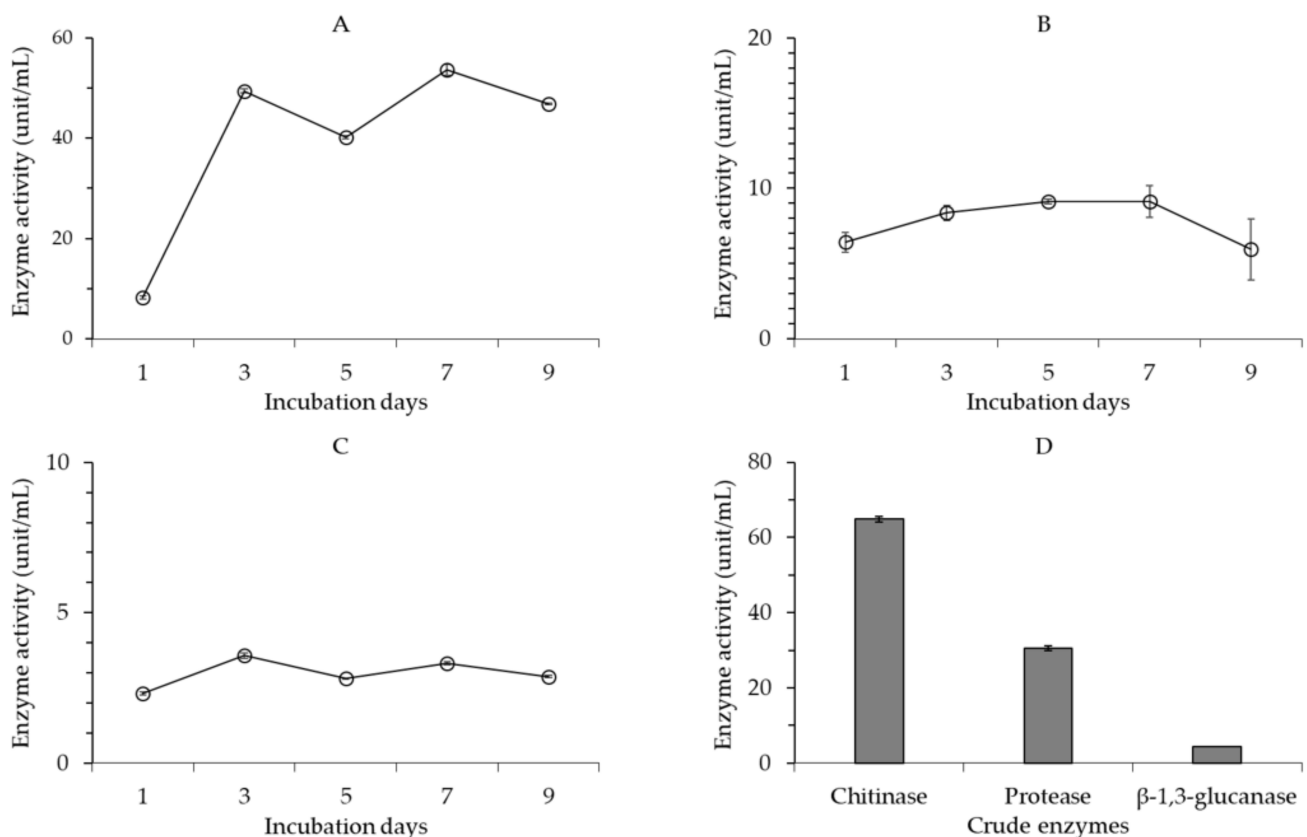 A
Enzyme activity (unit/mL)
60
40
20
0
1 3 5 7 9
Incubation days
B
Enzyme activity (unit/mL)
20
10
0
1 3 5 7 9
Incubation days
C
Enzyme activity (unit/mL)
10
5
0
1 3 5 7 9
Incubation days
D
Enzyme activity (unit/mL)
80
60
40
20
0
Chitinase Protease β-1,3-glucanase
Crude enzymes